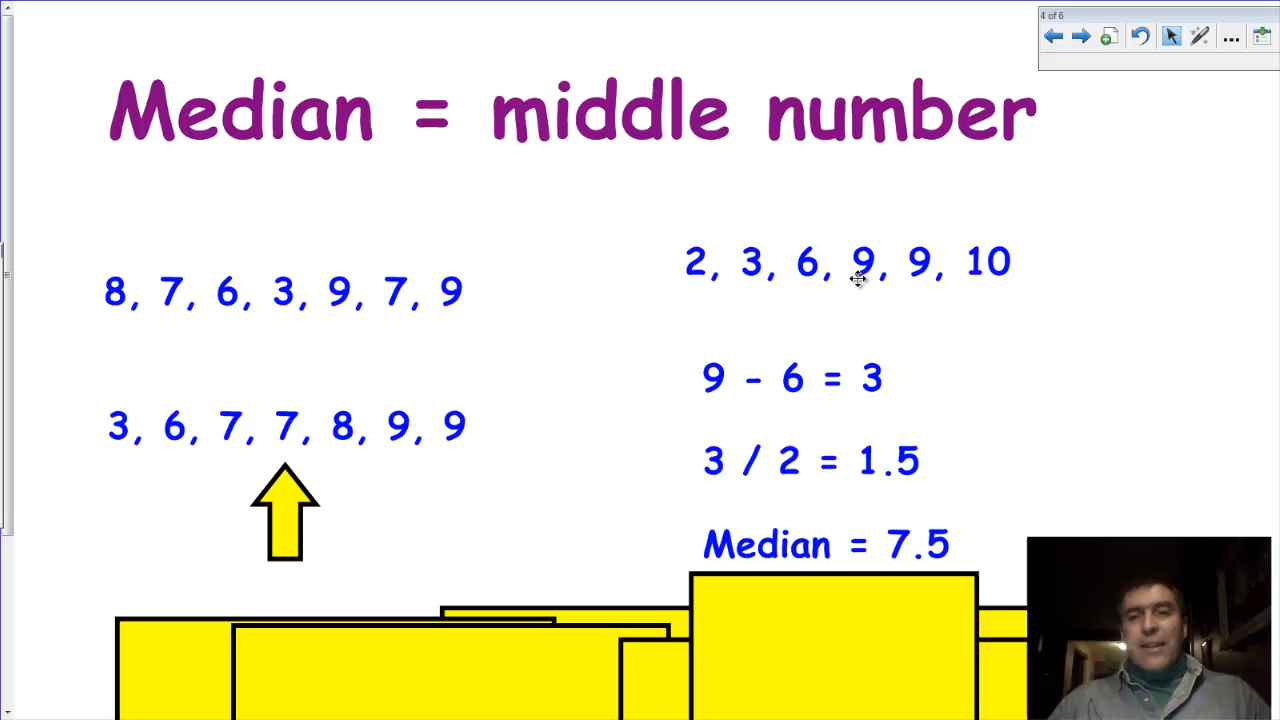 4 of 6
Median = middle number
8, 7, 6, 3, 9, 7, 9
3, 6, 7, 7, 8, 9, 9
2, 3, 6, 9, 9, 10
9 - 6 = 3
3 / 2 = 1.5
Median = 7.5